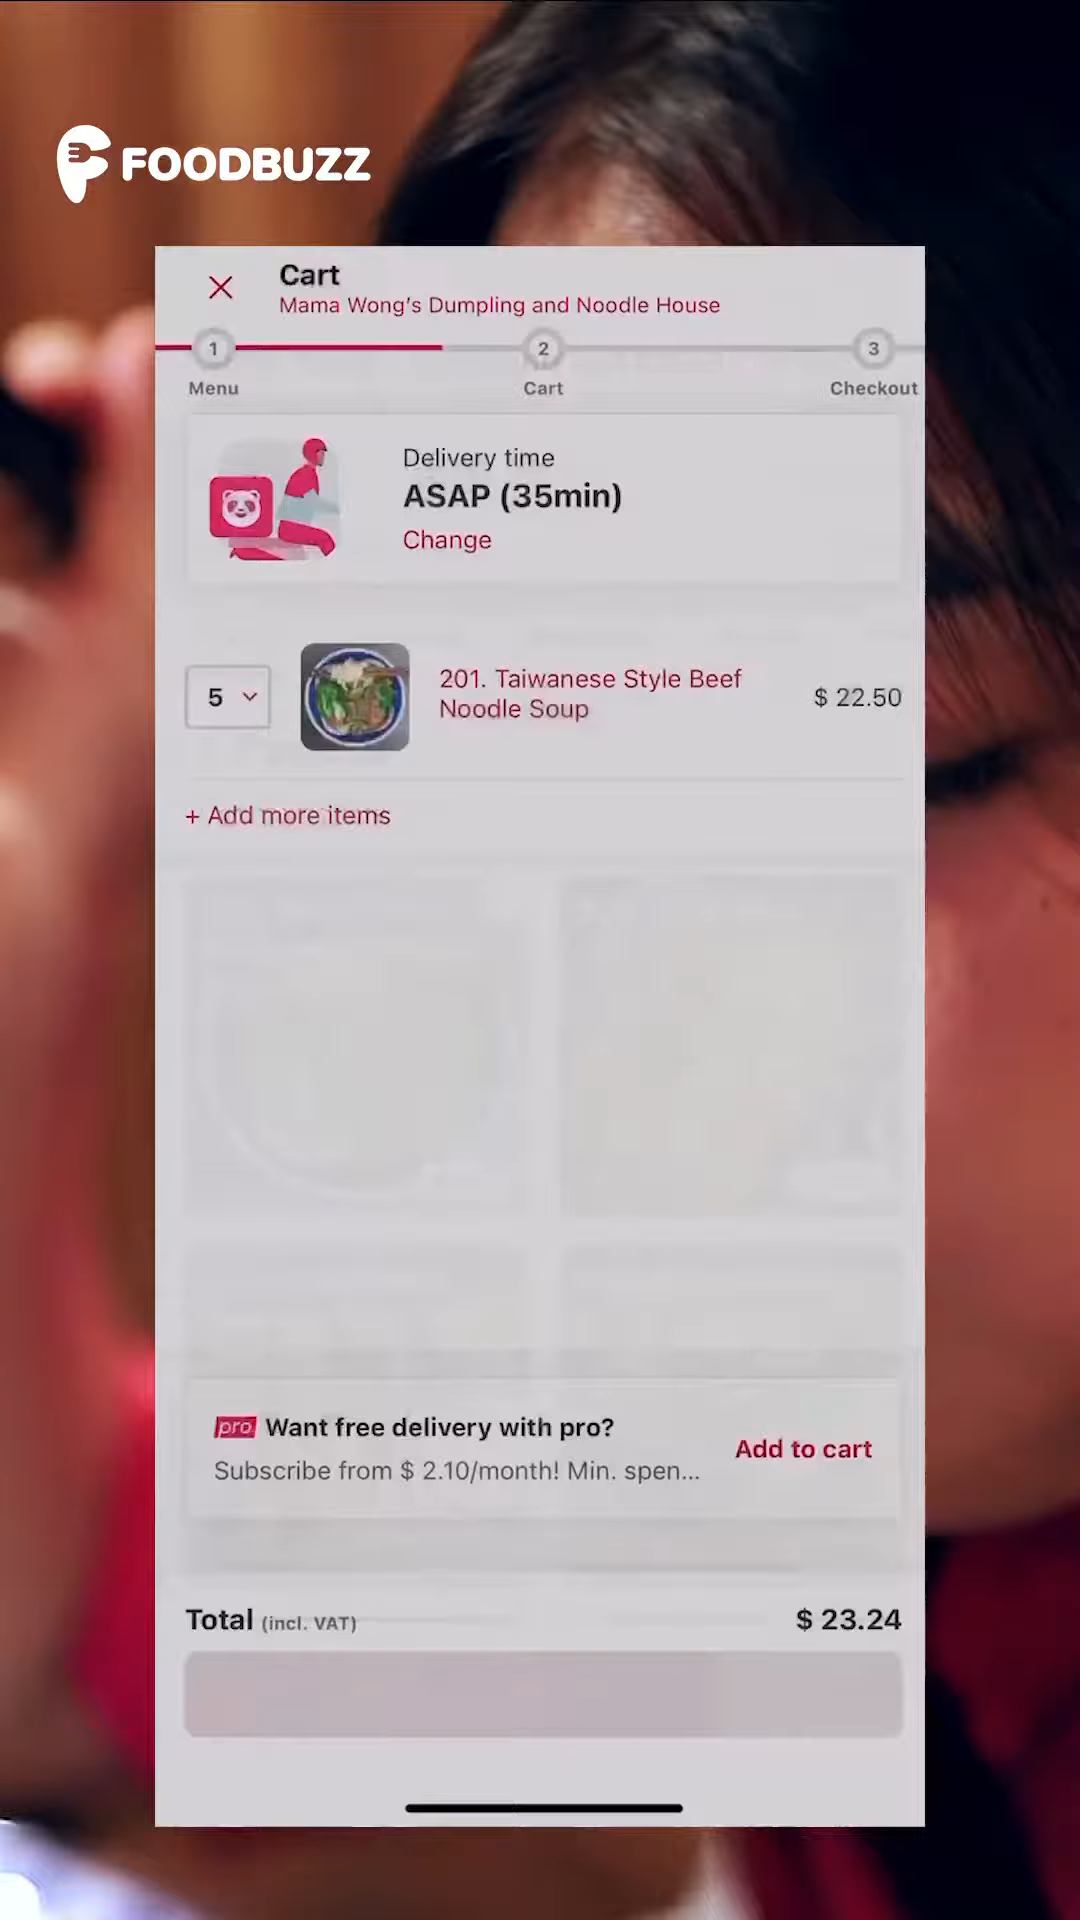 FOODBUZZ
Cart
Mama Wong's Dumpling and Noodle House
1
2
3
Menu
Cart
Checkout
Delivery time
ASAP (35min)
Change
5
201. Taiwanese Style Beef
Noodle Soup
$ 22.50
+ Add more items
pro Want free delivery with pro?
Subscribe from $ 2.10/month! Min. spen...
Add to cart
Total (incl. VAT)
$ 23.24